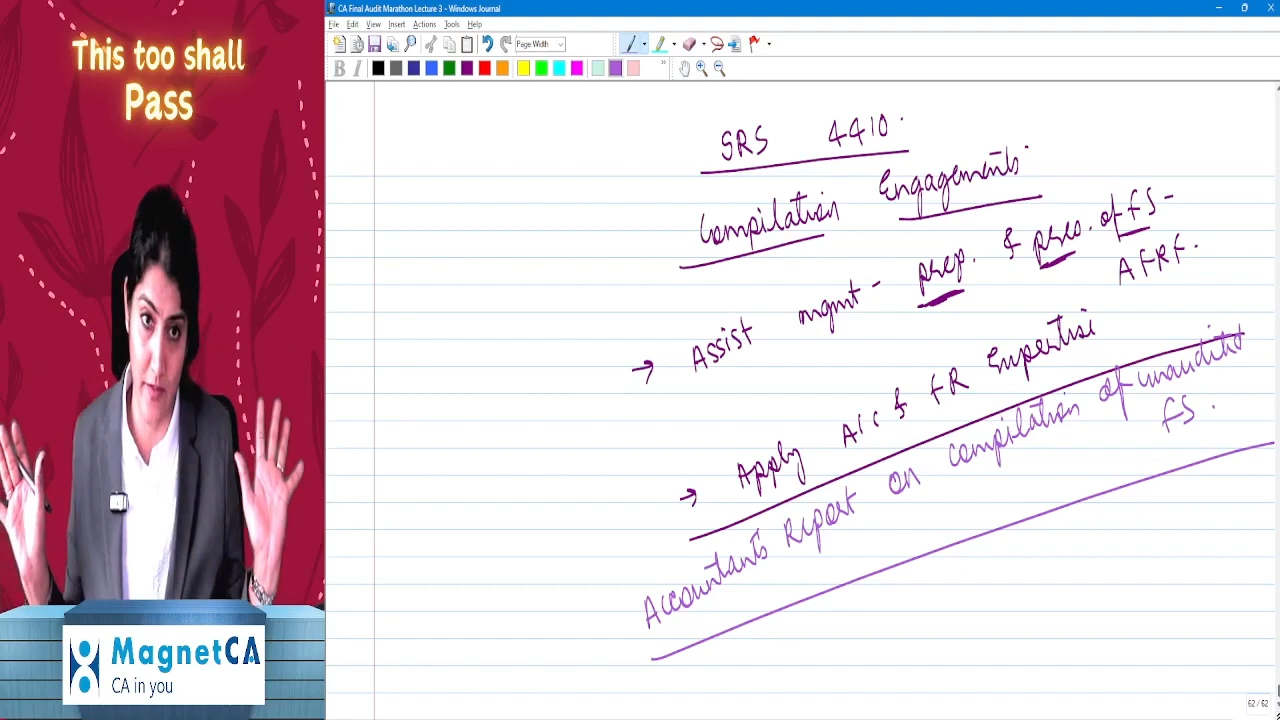 CA Final Audit Marathon Lecture 3 - Windows Journal
File Edit View Insert Actions Tools Help
Page Width
B I
This too shall
Pass
SRS 4410.
Compilation Engagements
→ Assist mgmt - prep. & pres. of FS -
AFRF.
→ Apply A/C & FR Expertise
Accountants Report on compilation of unaudited
FS.
MagnetCA
CA in you
62 / 62